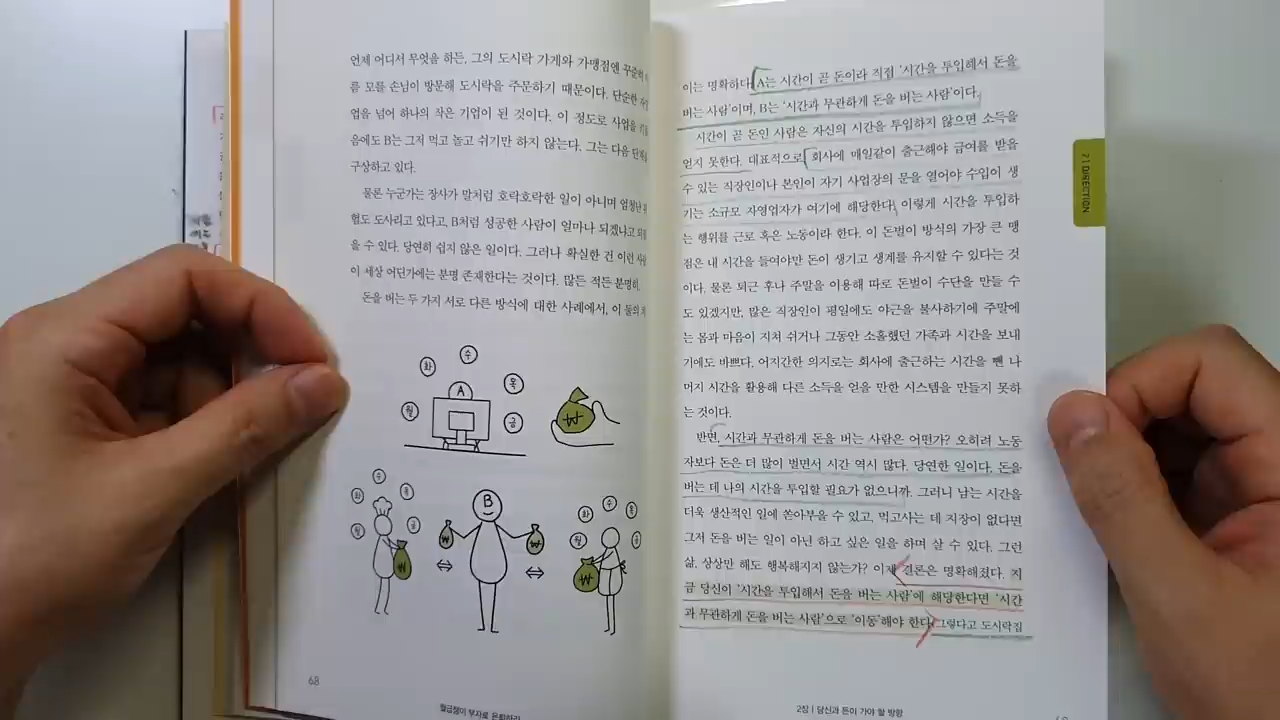 언제 어디서 무엇을 하든, 그의 도시락 가게와 가맹점엔 꾸준히
를 모를 손님이 방문해 도시락을 주문하기 때문이다. 단순한
업을 넘어 하나의 작은 기업이 된 것이다. 이 정도로 사업을
음에도 B는 그저 먹고 놀고 쉬기만 하지 않는다. 그는 다음 단계를
구상하고 있다.
물론 누군가는 장사가 말처럼 호락호락한 일이 아니며 엄청난
험도 도사리고 있다고, B처럼 성공한 사람이 얼마나 되겠냐고
을 수 있다. 당연히 쉽지 않은 일이다. 그러나 확실한 건 이런
이 세상 어딘가에는 분명 존재한다는 것이다. 많든 적든 분명히.
돈을 버는 두 가지 서로 다른 방식에 대한 사례에서, 이 둘의
월 화 수 목 금
A
₩
월 화 수 목 금
₩
B
₩ ₩
월 화 수 목 금
₩
68
월급쟁이 부자로 은퇴하라
이는 명확하다. A는 시간이 곧 돈이라 직접 '시간을 투입해서 돈을
버는 사람'이며, B는 '시간과 무관하게 돈을 버는 사람'이다.
시간이 곧 돈인 사람은 자신의 시간을 투입하지 않으면 소득을
얻지 못한다. 대표적으로 회사에 매일같이 출근해야 급여를 받을
수 있는 직장인이나 본인이 자기 사업장의 문을 열어야 수입이 생
기는 소규모 자영업자가 여기에 해당한다. 이렇게 시간을 투입하
는 행위를 근로 혹은 노동이라 한다. 이 돈벌이 방식의 가장 큰 맹
점은 내 시간을 들여야만 돈이 생기고 생계를 유지할 수 있다는 것
이다. 물론 퇴근 후나 주말을 이용해 따로 돈벌이 수단을 만들 수
도 있겠지만, 많은 직장인이 평일에도 야근을 불사하기에 주말에
는 몸과 마음이 지쳐 쉬거나 그동안 소홀했던 가족과 시간을 보내
기에도 바쁘다. 어지간한 의지로는 회사에 출근하는 시간을 뺀 나
머지 시간을 활용해 다른 소득을 얻을 만한 시스템을 만들지 못하
는 것이다.
반면, 시간과 무관하게 돈을 버는 사람은 어떤가? 오히려 노동
자보다 돈은 더 많이 벌면서 시간 역시 많다. 당연한 일이다. 돈을
버는 데 나의 시간을 투입할 필요가 없으니까. 그러니 남는 시간을
더욱 생산적인 일에 쏟아부을 수 있고, 먹고사는 데 지장이 없다면
그저 돈을 버는 일이 아닌 하고 싶은 일을 하며 살 수 있다. 그런
삶, 상상만 해도 행복해지지 않는가? 이제 결론은 명확해졌다. 지
금 당신이 '시간을 투입해서 돈을 버는 사람'에 해당한다면 '시간
과 무관하게 돈을 버는 사람'으로 '이동'해야 한다. 그렇다고 도시락집
2장 | 당신과 돈이 가야 할 방향
DIRECTION